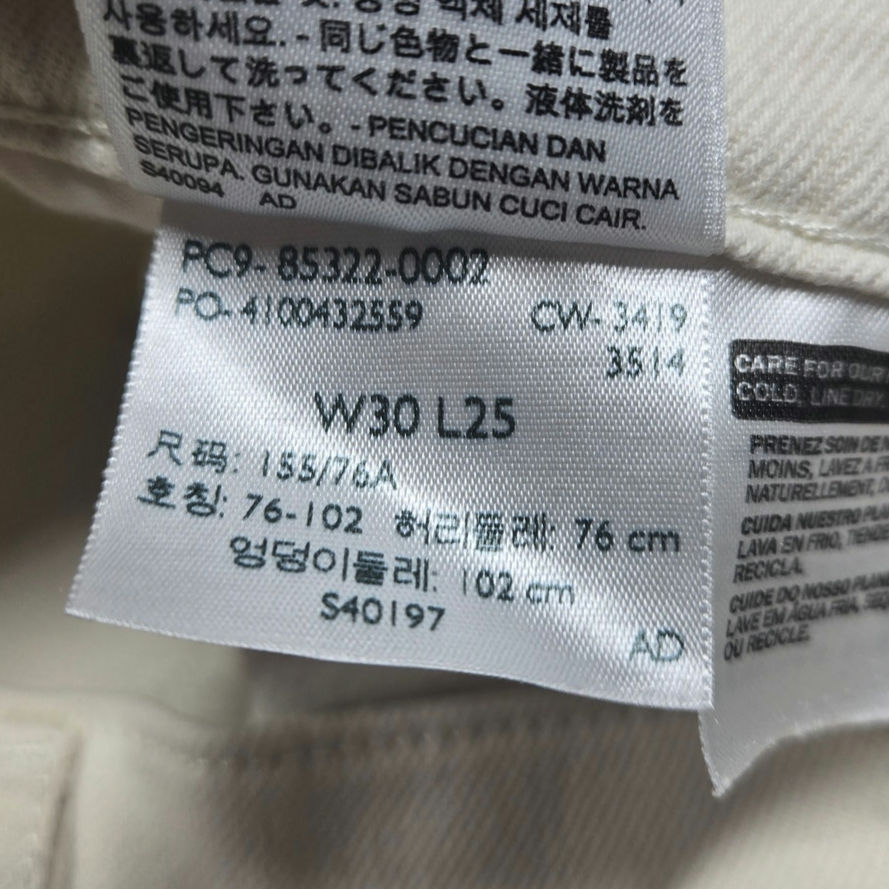 액체 세제를
사용하세요. - 同じ色物と一緒に製品を
裏返して洗ってください。液体洗剤を
ご使用下さい。 - PENCUCIAN DAN
PENGERINGAN DIBALIK DENGAN WARNA
SERUPA. GUNAKAN SABUN CUCI CAIR.
S40094 AD
PC9- 85322-0002
PO- 4100432559 CW- 3419
3514
W30 L25
尺码: 155/76A
호칭: 76-102 허리둘레: 76 cm
엉덩이둘레: 102 cm
S40197
AD
CARE FOR OUR
COLD, LINE DRY,
PRENEZ SOIN DE
MOINS, LAVEZ À
NATURELLEMENT,
CUIDA NUESTRO
LAVA EN FRIO,
RECICLA.
CUIDE DO NOSSO
LAVE EM ÁGUA FRIA,
OU RECICLE.